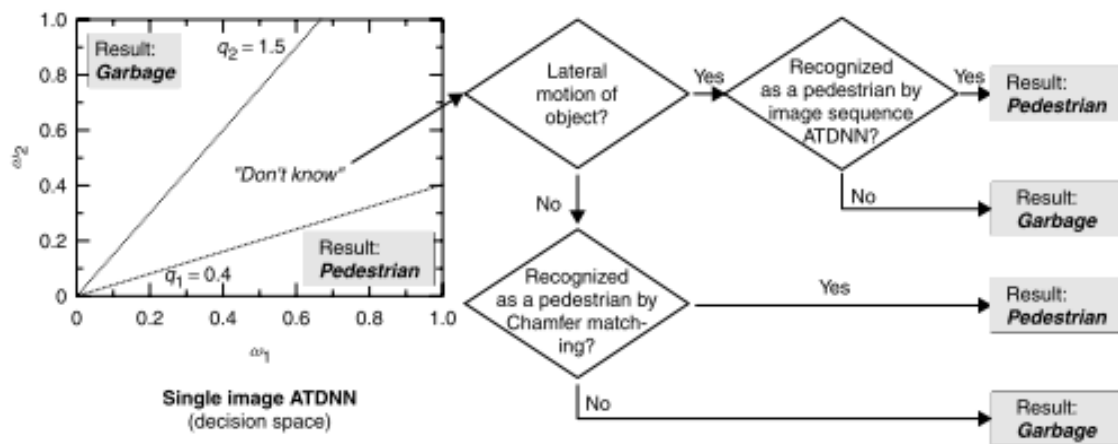 1.0
0.8
0.6
0.4
0.2
0
ω2
Result:
Garbage
q2 = 1.5
"Don't know"
Result:
Pedestrian
q1 = 0.4
0.2
0.4
0.6
0.8
1.0
ω1
Single image ATDNN
(decision space)
Lateral
motion of
object?
Yes
Recognized
as a pedestrian by
image sequence
ATDNN?
Yes
Result:
Pedestrian
No
Result:
Garbage
No
Recognized
as a pedestrian by
Chamfer match-
ing?
Yes
Result:
Pedestrian
No
Result:
Garbage